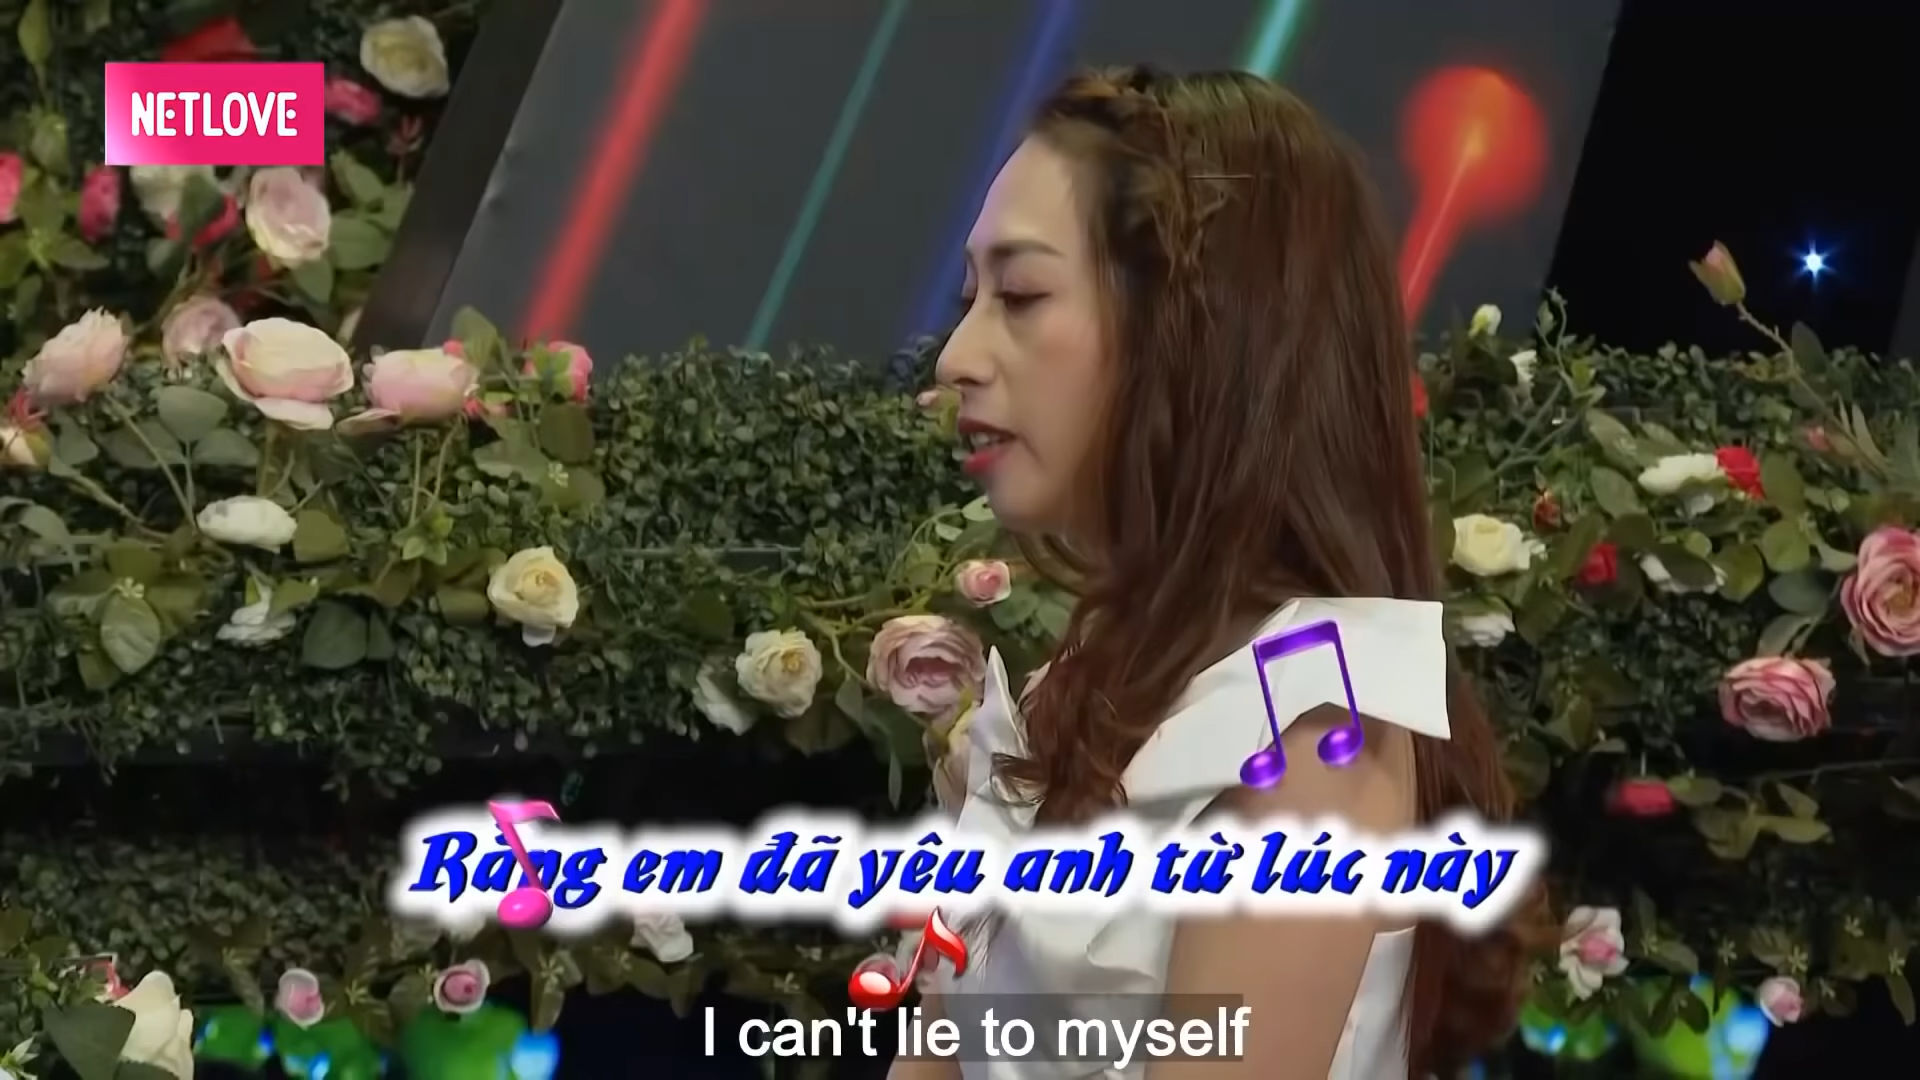 NETLOVE
Rằng em đã yêu anh từ lúc này
I can't lie to myself